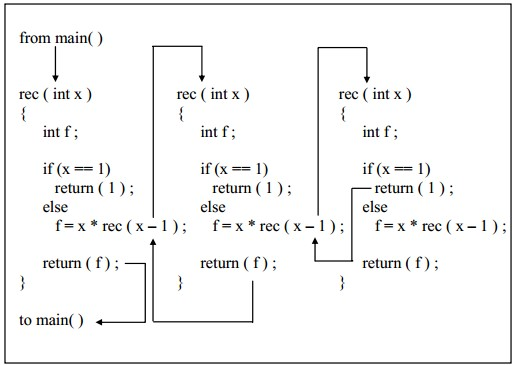 from main( )
rec ( int x )
{
int f ;
if (x == 1)
return ( 1 ) ;
else
f = x * rec ( x – 1 ) ;
return ( f ) ;
}
to main( )
rec ( int x )
{
int f ;
if (x == 1)
return ( 1 ) ;
else
f = x * rec ( x – 1 ) ;
return ( f ) ;
}
rec ( int x )
{
int f ;
if (x == 1)
return ( 1 ) ;
else
f = x * rec ( x – 1 ) ;
return ( f ) ;
}